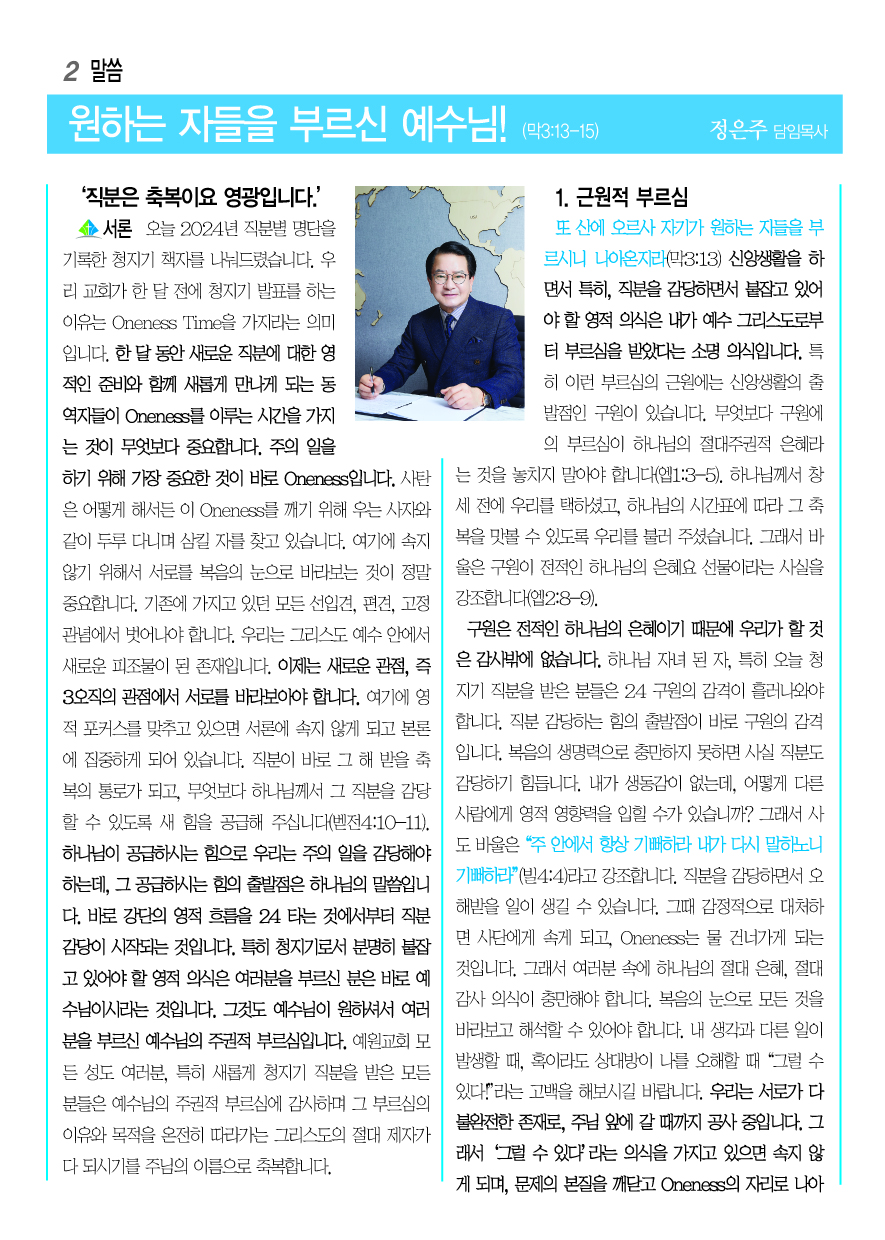 2 말씀
원하는 자들을 부르신 예수님! (막3:13-15)
정은주 담임목사
‘직분은 축복이요 영광입니다.’
서론 오늘 2024년 직분별 명단을
기록한 청지기 책자를 나눠드렸습니다. 우
리 교회가 한 달 전에 청지기 발표를 하는
이유는 Oneness Time을 가지라는 의미
입니다. 한 달 동안 새로운 직분에 대한 영
적인 준비와 함께 새롭게 만나게 되는 동
역자들이 Oneness를 이루는 시간을 가지
는 것이 무엇보다 중요합니다. 주의 일을
하기 위해 가장 중요한 것이 바로 Oneness입니다. 사탄
은 어떻게 해서든 이 Oneness를 깨기 위해 우는 사자와
같이 두루 다니며 삼킬 자를 찾고 있습니다. 여기에 속지
않기 위해서 서로를 복음의 눈으로 바라보는 것이 정말
중요합니다. 기존에 가지고 있던 모든 선입견, 편견, 고정
관념에서 벗어나야 합니다. 우리는 그리스도 예수 안에서
새로운 피조물이 된 존재입니다. 이제는 새로운 관점, 즉
3오직의 관점에서 서로를 바라보아야 합니다. 여기에 영
적 포커스를 맞추고 있으면 서론에 속지 않게 되고 본론
에 집중하게 되어 있습니다. 직분이 바로 그 해 받을 축
복의 통로가 되고, 무엇보다 하나님께서 그 직분을 감당
할 수 있도록 새 힘을 공급해 주십니다(벧전4:10-11).
하나님이 공급하시는 힘으로 우리는 주의 일을 감당해야
하는데, 그 공급하시는 힘의 출발점은 하나님의 말씀입니
다. 바로 강단의 영적 흐름을 24 타는 것에서부터 직분
감당이 시작되는 것입니다. 특히 청지기로서 분명히 붙잡
고 있어야 할 영적 의식은 여러분을 부르신 분은 바로 예
수님이시라는 것입니다. 그것도 예수님이 원하셔서 여러
분을 부르신 예수님의 주권적 부르심입니다. 예원교회 모
든 성도 여러분, 특히 새롭게 청지기 직분을 받은 모든
분들은 예수님의 주권적 부르심에 감사하며 그 부르심의
이유와 목적을 온전히 따라가는 그리스도의 절대 제자가
다 되시기를 주님의 이름으로 축복합니다.
1. 근원적 부르심
또 산에 오르사 자기가 원하는 자들을 부
르시니 나아온지라(막3:13) 신앙생활을 하
면서 특히, 직분을 감당하면서 붙잡고 있어
야 할 영적 의식은 내가 예수 그리스도로부
터 부르심을 받았다는 소명 의식입니다. 특
히 이런 부르심의 근원에는 신앙생활의 출
발점인 구원이 있습니다. 무엇보다 구원에
의 부르심이 하나님의 절대주권적 은혜라
는 것을 놓치지 말아야 합니다(엡1:3-5). 하나님께서 창
세 전에 우리를 택하셨고, 하나님의 시간표에 따라 그 축
복을 맛볼 수 있도록 우리를 불러 주셨습니다. 그래서 바
울은 구원이 전적인 하나님의 은혜요 선물이라는 사실을
강조합니다(엡2:8-9).
구원은 전적인 하나님의 은혜이기 때문에 우리가 할 것
은 감사밖에 없습니다. 하나님 자녀 된 자, 특히 오늘 청
지기 직분을 받은 분들은 24 구원의 감격이 흘러나와야
합니다. 직분 감당하는 힘의 출발점이 바로 구원의 감격
입니다. 복음의 생명력으로 충만하지 못하면 사실 직분도
감당하기 힘듭니다. 내가 생동감이 없는데, 어떻게 다른
사람에게 영적 영향력을 입힐 수가 있습니까? 그래서 사
도 바울은 “주 안에서 항상 기뻐하라 내가 다시 말하노니
기뻐하라”(빌4:4)라고 강조합니다. 직분을 감당하면서 오
해받을 일이 생길 수 있습니다. 그때 감정적으로 대처하
면 사단에게 속게 되고, Oneness는 물 건너가게 되는
것입니다. 그래서 여러분 속에 하나님의 절대 은혜, 절대
감사 의식이 충만해야 합니다. 복음의 눈으로 모든 것을
바라보고 해석할 수 있어야 합니다. 내 생각과 다른 일이
발생할 때, 혹이라도 상대방이 나를 오해할 때 “그럴 수
있다!”라는 고백을 해보시길 바랍니다. 우리는 서로가 다
불완전한 존재로, 주님 앞에 갈 때까지 공사 중입니다. 그
래서 ‘그럴 수 있다’라는 의식을 가지고 있으면 속지 않
게 되며, 문제의 본질을 깨닫고 Oneness의 자리로 나아